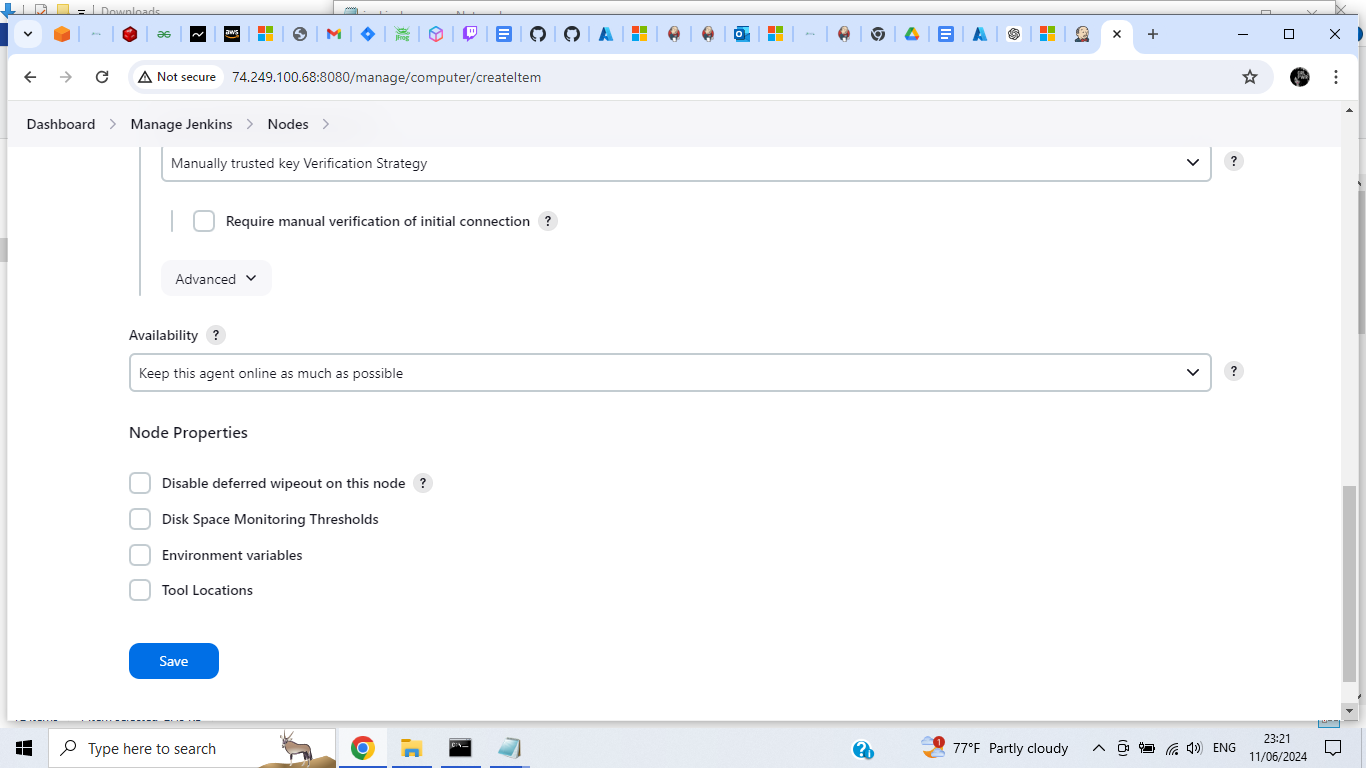 Downloads
Not secure
74.249.100.68:8080/manage/computer/createItem
Dashboard
Manage Jenkins
Nodes
Manually trusted key Verification Strategy
?
Require manual verification of initial connection
?
Advanced
Availability
?
Keep this agent online as much as possible
?
Node Properties
Disable deferred wipeout on this node
?
Disk Space Monitoring Thresholds
Environment variables
Tool Locations
Save
Type here to search
1
77°F Partly cloudy
ENG
23:21
11/06/2024